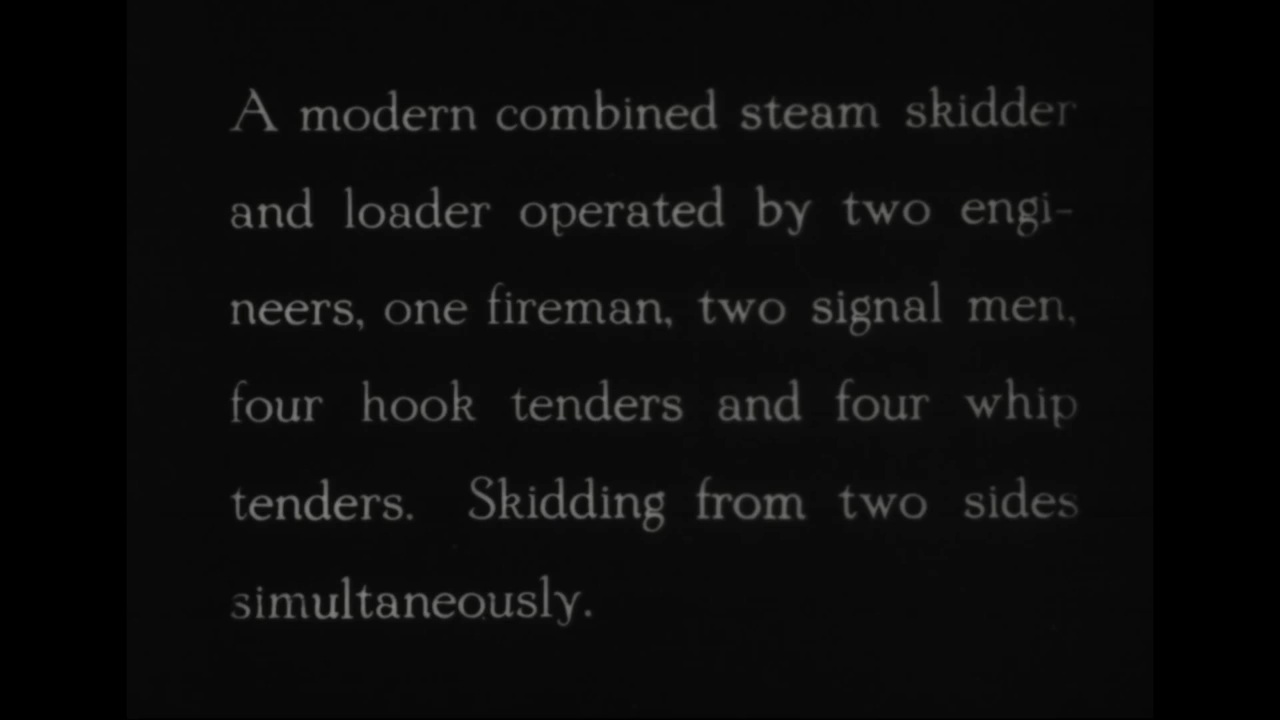 A modern combined steam skidder
and loader operated by two engi-
neers, one fireman, two signal men,
four hook tenders and four whip
tenders. Skidding from two sides
simultaneously.